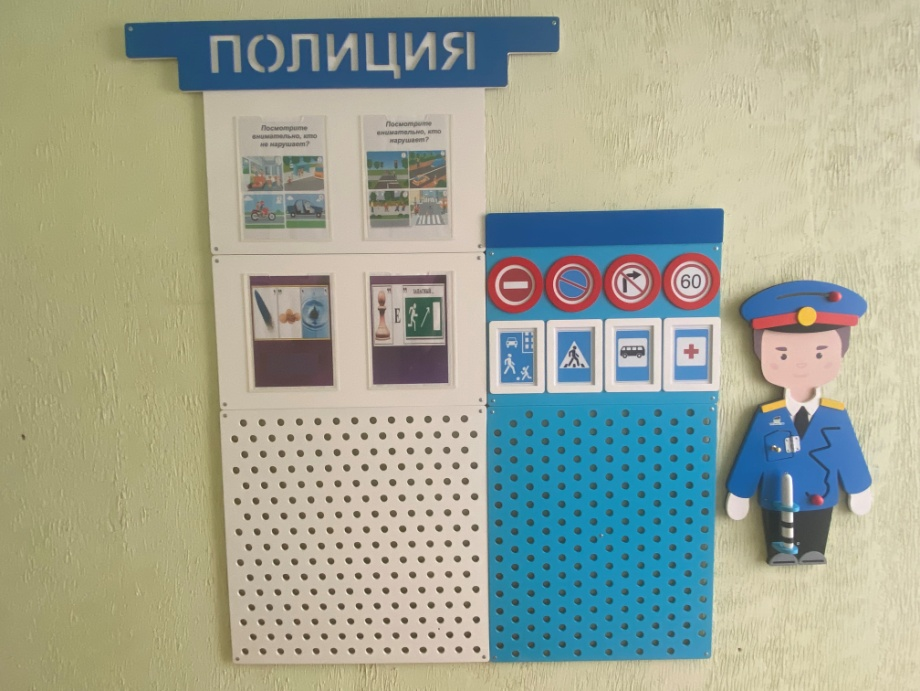 ПОЛИЦИЯ
Посмотрите
внимательно, кто
не нарушает?
Посмотрите
внимательно, кто
нарушает?
Е
60